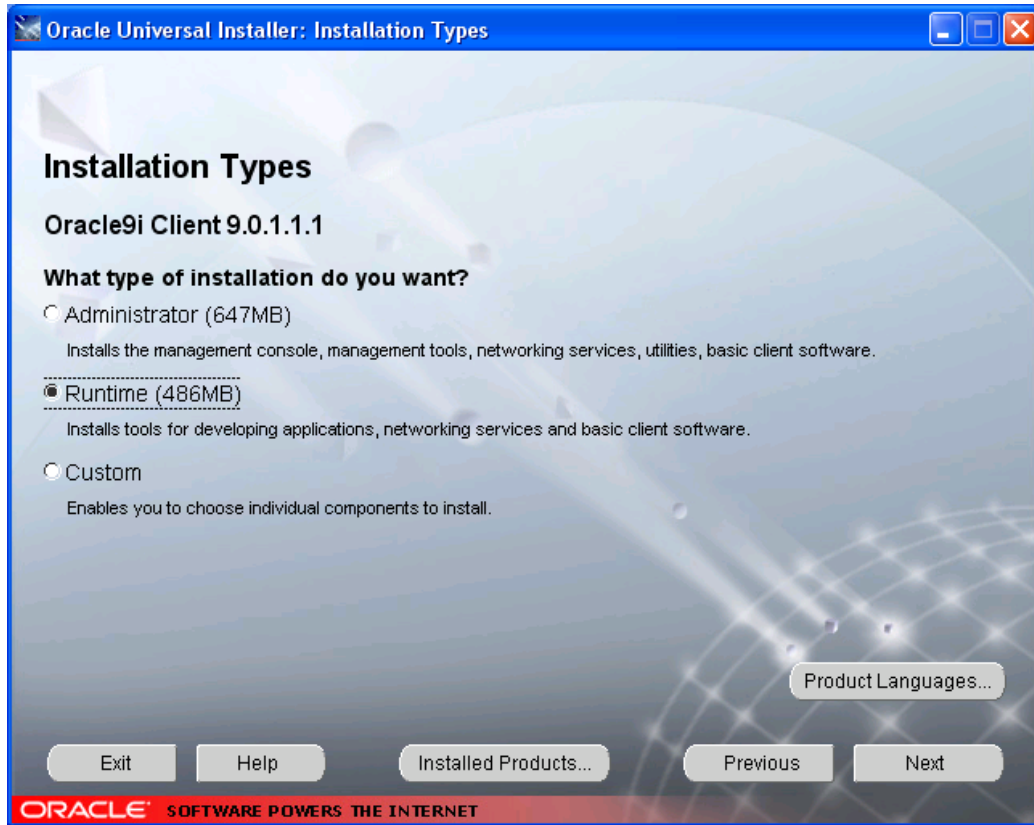 Oracle Universal Installer: Installation Types
Installation Types
Oracle9i Client 9.0.1.1.1
What type of installation do you want?
Administrator (647MB)
Installs the management console, management tools, networking services, utilities, basic client software.
Runtime (486MB)
Installs tools for developing applications, networking services and basic client software.
Custom
Enables you to choose individual components to install.
Product Languages...
Exit Help Installed Products... Previous Next
ORACLE SOFTWARE POWERS THE INTERNET